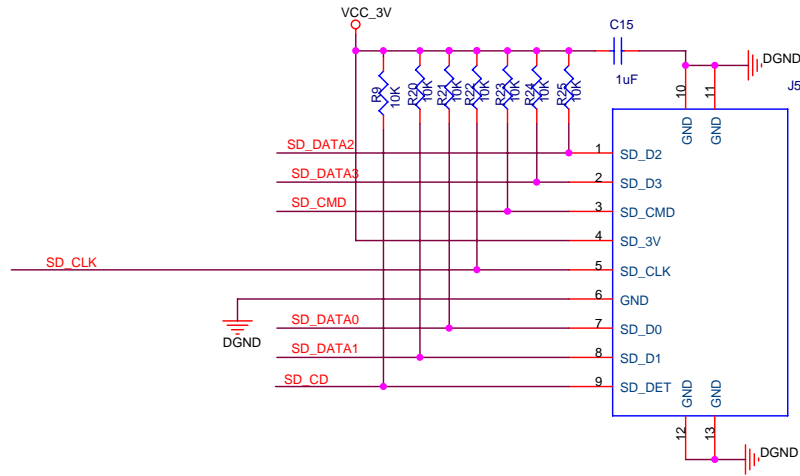 VCC_3V
C15
1uF
DGND
J5
R9 10K
R20 10K
R21 10K
R22 10K
R23 10K
R24 10K
R25 10K
10 11
GND GND
SD_DATA2 1 SD_D2
SD_DATA3 2 SD_D3
SD_CMD 3 SD_CMD
4 SD_3V
SD_CLK 5 SD_CLK
6 GND
DGND
SD_DATA0 7 SD_D0
SD_DATA1 8 SD_D1
SD_CD 9 SD_DET
GND GND
12 13
DGND